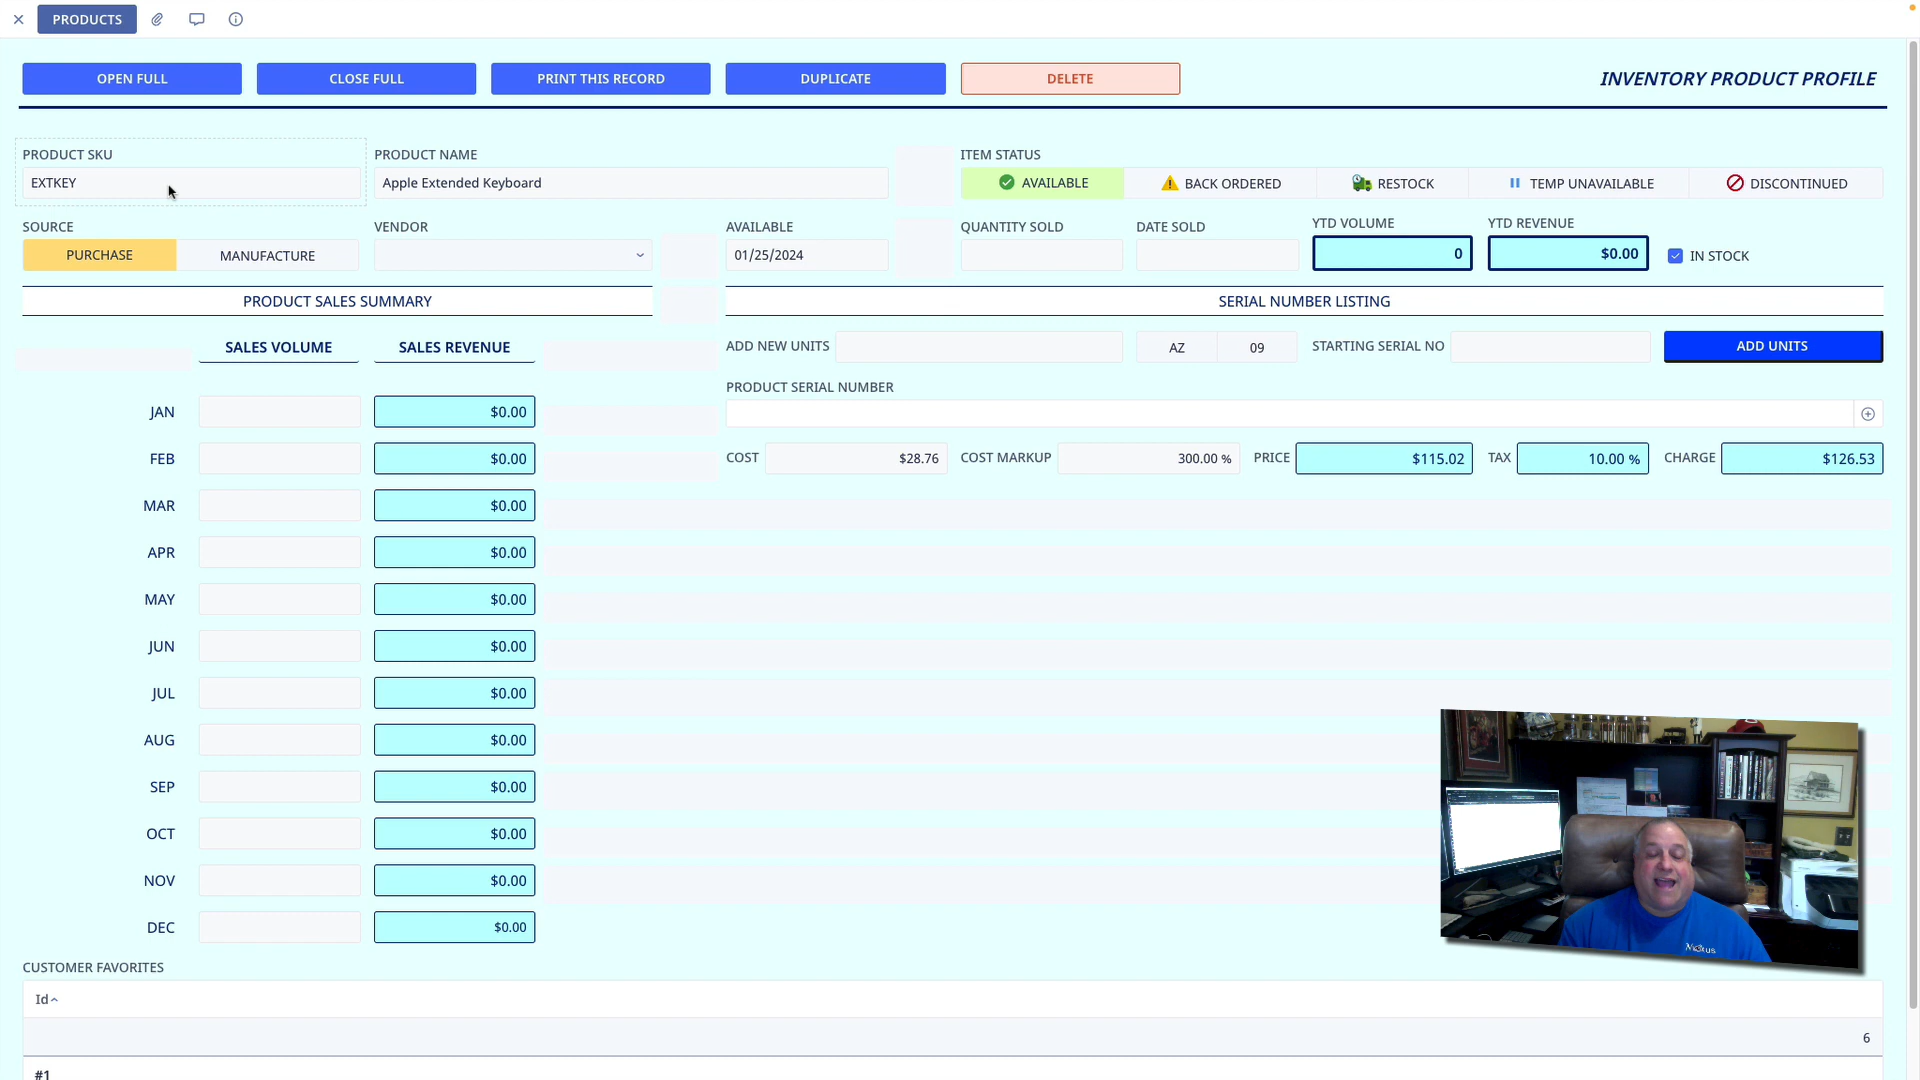 PRODUCTS
OPEN FULL
CLOSE FULL
PRINT THIS RECORD
DUPLICATE
DELETE
INVENTORY PRODUCT PROFILE
PRODUCT SKU
PRODUCT NAME
ITEM STATUS
EXTKEY
Apple Extended Keyboard
AVAILABLE
BACK ORDERED
RESTOCK
TEMP UNAVAILABLE
DISCONTINUED
SOURCE
VENDOR
AVAILABLE
QUANTITY SOLD
DATE SOLD
YTD VOLUME
YTD REVENUE
PURCHASE
MANUFACTURE
01/25/2024
0
$0.00
IN STOCK
PRODUCT SALES SUMMARY
SERIAL NUMBER LISTING
SALES VOLUME
SALES REVENUE
ADD NEW UNITS
AZ
09
STARTING SERIAL NO
ADD UNITS
PRODUCT SERIAL NUMBER
COST
$28.76
COST MARKUP
300.00 %
PRICE
$115.02
TAX
10.00 %
CHARGE
$126.53
JAN
$0.00
FEB
$0.00
MAR
$0.00
APR
$0.00
MAY
$0.00
JUN
$0.00
JUL
$0.00
AUG
$0.00
SEP
$0.00
OCT
$0.00
NOV
$0.00
DEC
$0.00
CUSTOMER FAVORITES
Id
6
#1